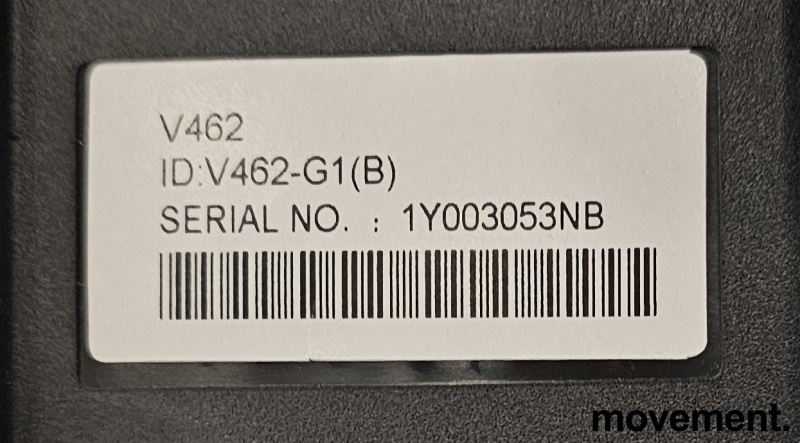 V462
ID:V462-G1(B)
SERIAL NO. : 1Y003053NB
movement.